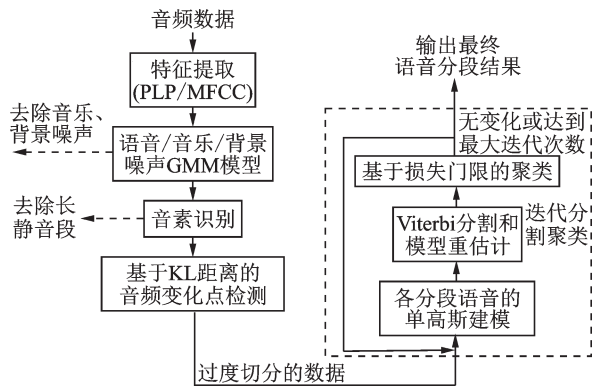 音频数据
特征提取
(PLP/MFCC)
去除音乐、
背景噪声
语音/音乐/背景
噪声GMM模型
去除长
静音段
音素识别
基于KL距离的
音频变化点检测
过度切分的数据
输出最终
语音分段结果
无变化或达到
最大迭代次数
基于损失门限的聚类
Viterbi分割和
模型重估计
迭代分
割聚类
各分段语音的
单高斯建模